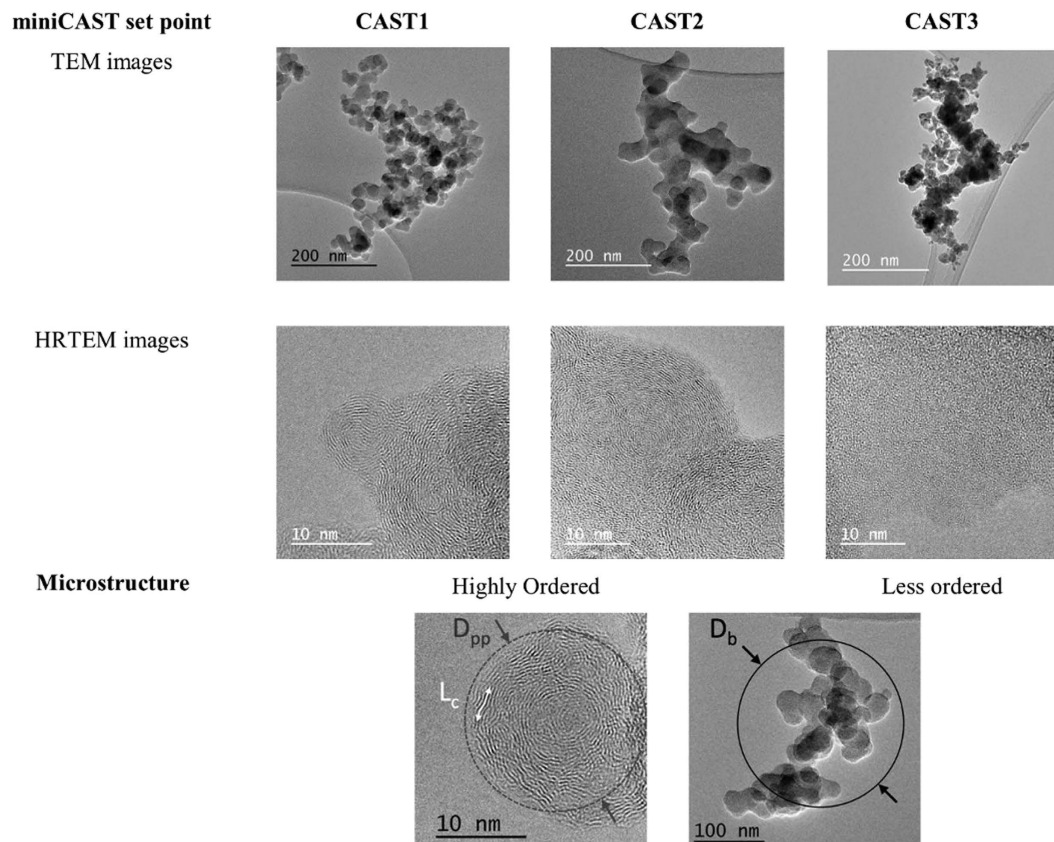 miniCAST set point CAST1 CAST2 CAST3
TEM images
200 nm 200 nm 200 nm
HRTEM images
10 nm 10 nm 10 nm
Microstructure Highly Ordered Less ordered
Dpp Db
Lc
10 nm 100 nm